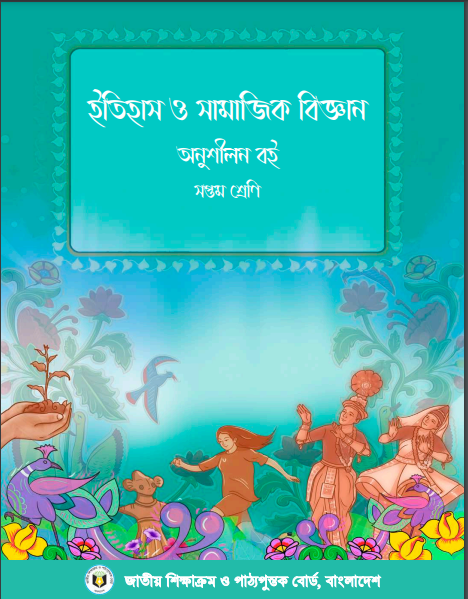 ইতিহাস ও সামাজিক বিজ্ঞান
অনুশীলন বই
সপ্তম শ্রেণি
জাতীয় শিক্ষাক্রম ও পাঠ্যপুস্তক বোর্ড, বাংলাদেশ